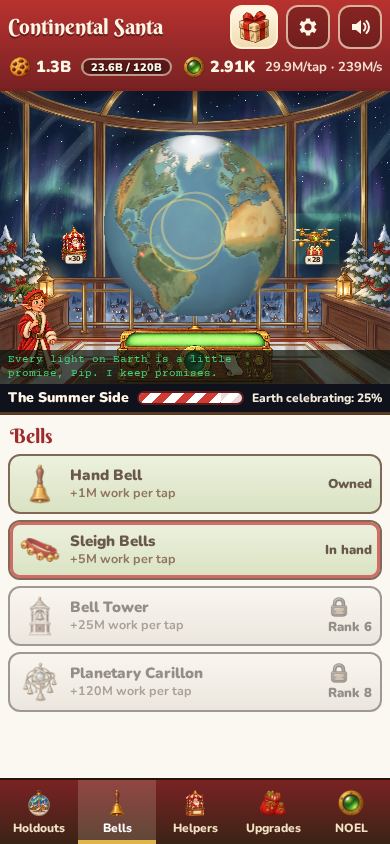 Continental Santa
1.3B
23.6B / 120B
2.91K
29.9M/tap · 239M/s
×30
×28
Every light on Earth is a little
promise, Pip. I keep promises.
The Summer Side
Earth celebrating: 25%
Bells
Hand Bell
+1M work per tap
Owned
Sleigh Bells
+5M work per tap
In hand
Bell Tower
+25M work per tap
Rank 6
Planetary Carillon
+120M work per tap
Rank 8
Holdouts
Bells
Helpers
Upgrades
NOEL